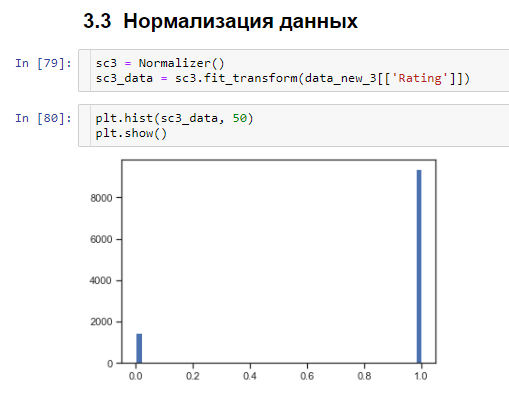 3.3 Нормализация данных
In [79]: sc3 = Normalizer()
sc3_data = sc3.fit_transform(data_new_3[['Rating']])
In [80]: plt.hist(sc3_data, 50)
plt.show()
8000
6000
4000
2000
0
0.0 0.2 0.4 0.6 0.8 1.0